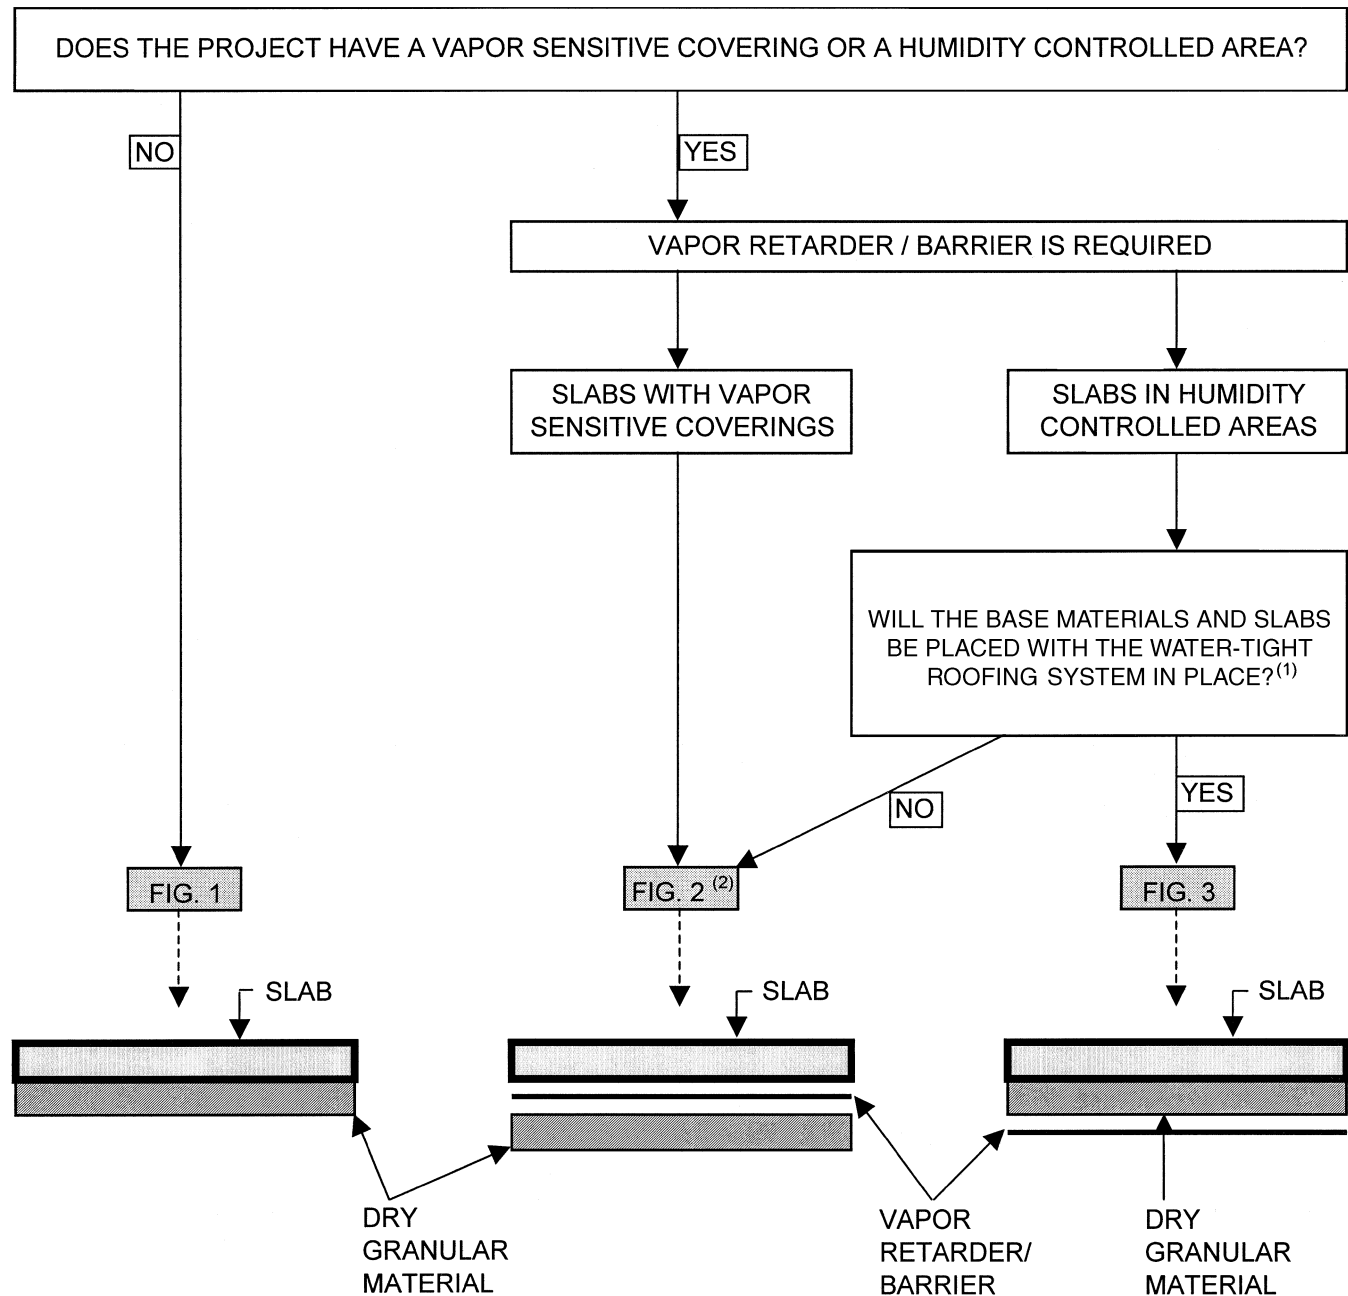 DOES THE PROJECT HAVE A VAPOR SENSITIVE COVERING OR A HUMIDITY CONTROLLED AREA?
NO
YES
VAPOR RETARDER / BARRIER IS REQUIRED
SLABS WITH VAPOR
SENSITIVE COVERINGS
SLABS IN HUMIDITY
CONTROLLED AREAS
WILL THE BASE MATERIALS AND SLABS
BE PLACED WITH THE WATER-TIGHT
ROOFING SYSTEM IN PLACE?(1)
NO
YES
FIG. 1
FIG. 2 (2)
FIG. 3
SLAB
SLAB
SLAB
DRY
GRANULAR
MATERIAL
VAPOR
RETARDER/
BARRIER
DRY
GRANULAR
MATERIAL